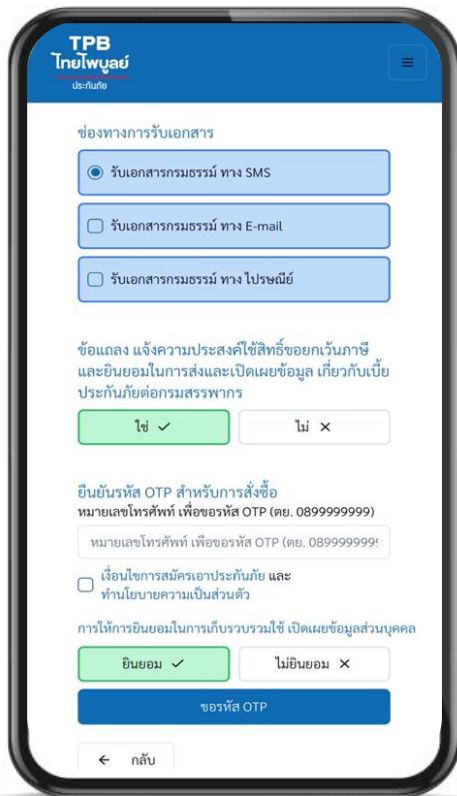 TPB
ไทยไพบูลย์
ประกันภัย
ช่องทางการรับเอกสาร
รับเอกสารกรมธรรม์ ทาง SMS
รับเอกสารกรมธรรม์ ทาง E-mail
รับเอกสารกรมธรรม์ ทาง ไปรษณีย์
ข้อแถลง แจ้งความประสงค์ใช้สิทธิ์ขอยกเว้นภาษี
และยินยอมในการส่งและเปิดเผยข้อมูล เกี่ยวกับเบี้ย
ประกันภัยต่อกรมสรรพากร
ใช่ ✓ ไม่ ✕
ยืนยันรหัส OTP สำหรับการสั่งซื้อ
หมายเลขโทรศัพท์ เพื่อขอรหัส OTP (ตย. 0899999999)
หมายเลขโทรศัพท์ เพื่อขอรหัส OTP (ตย. 089999999
เงื่อนไขการสมัครเอาประกันภัย และ
ทำนโยบายความเป็นส่วนตัว
การให้การยินยอมในการเก็บรวบรวมใช้ เปิดเผยข้อมูลส่วนบุคคล
ยินยอม ✓ ไม่ยินยอม ✕
ขอรหัส OTP
← กลับ